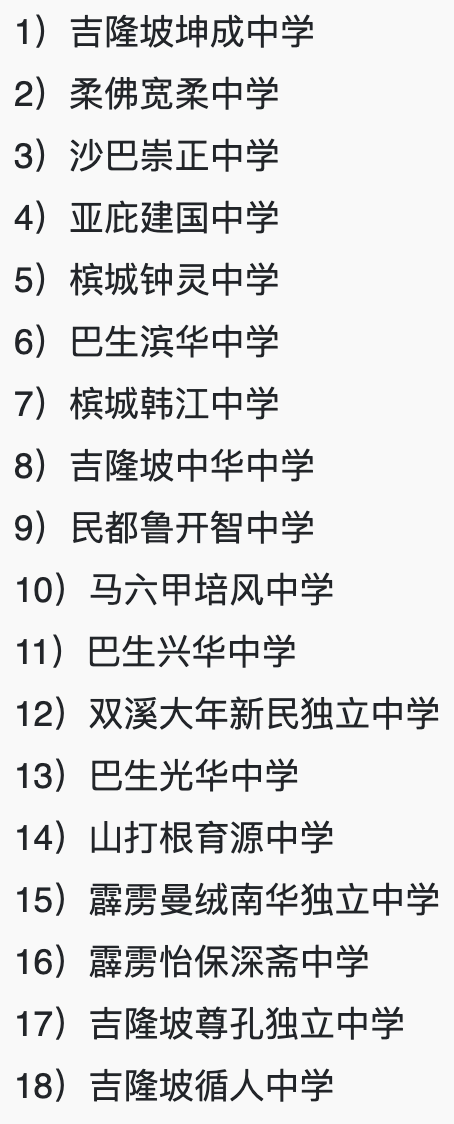 1）吉隆坡坤成中学
2）柔佛宽柔中学
3）沙巴崇正中学
4）亚庇建国中学
5）槟城钟灵中学
6）巴生滨华中学
7）槟城韩江中学
8）吉隆坡中华中学
9）民都鲁开智中学
10）马六甲培风中学
11）巴生兴华中学
12）双溪大年新民独立中学
13）巴生光华中学
14）山打根育源中学
15）霹雳曼绒南华独立中学
16）霹雳怡保深斋中学
17）吉隆坡尊孔独立中学
18）吉隆坡循人中学